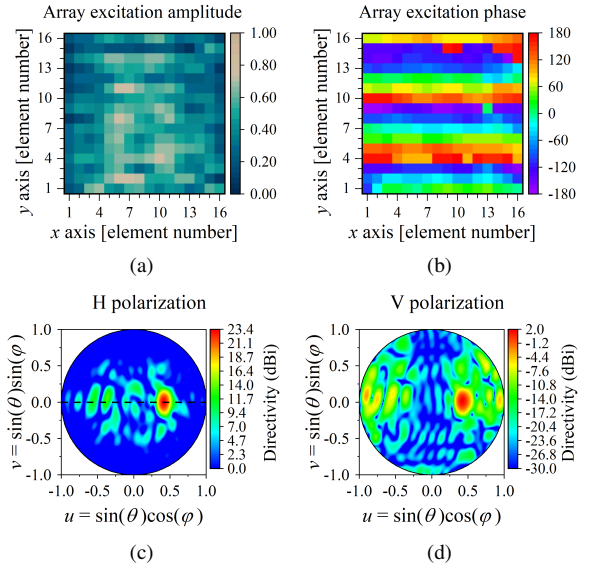 Array excitation amplitude
Array excitation phase
16
13
10
7
4
1
1 4 7 10 13 16
y axis [element number]
x axis [element number]
1.00
0.80
0.60
0.40
0.20
0.00
16
13
10
7
4
1
1 4 7 10 13 16
y axis [element number]
x axis [element number]
180
120
60
0
-60
-120
-180
(a)
(b)
H polarization
V polarization
1.0
0.5
0.0
-0.5
-1.0
-1.0 -0.5 0.0 0.5 1.0
v = sin(θ)sin(φ)
u = sin(θ)cos(φ)
23.4
21.1
18.7
16.4
14.0
11.7
9.4
7.0
4.7
2.3
0.0
Directivity (dBi)
1.0
0.5
0.0
-0.5
-1.0
-1.0 -0.5 0.0 0.5 1.0
v = sin(θ)sin(φ)
u = sin(θ)cos(φ)
2.0
-1.2
-4.4
-7.6
-10.8
-14.0
-17.2
-20.4
-23.6
-26.8
-30.0
Directivity (dBi)
(c)
(d)